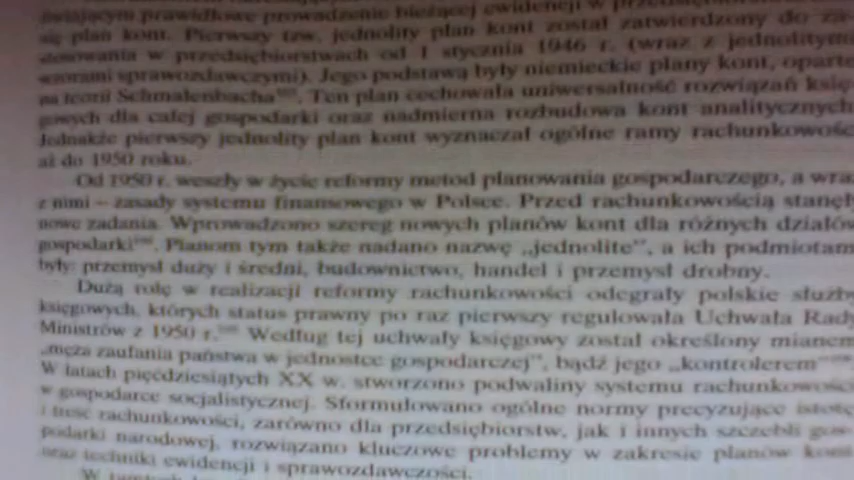 prawidłowe prowadzenie bieżącej ewidencji w
się plan kont. Pierwszy tzw. jednolity plan kont został zatwierdzony do za-
stosowania w przedsiębiorstwach od 1 stycznia 1946 r. (wraz z jednolitymi
wzorami sprawozdawczymi). Jego podstawą były niemieckie plany kont, oparte
na teorii Schmalenbacha. Ten plan cechowała uniwersalność rozwiązań księ-
gowych dla całej gospodarki oraz nadmierna rozbudowa kont analitycznych.
Jednakże pierwszy jednolity plan kont wyznaczał ogólne ramy rachunkowości
aż do 1950 roku.
Od 1950 r. weszły w życie reformy metod planowania gospodarczego, a wraz
z nimi – zasady systemu finansowego w Polsce. Przed rachunkowością stanęły
nowe zadania. Wprowadzono szereg nowych planów kont dla różnych działów
gospodarki. Planom tym także nadano nazwę „jednolite”, a ich podmiotami
były: przemysł duży i średni, budownictwo, handel i przemysł drobny.
Dużą rolę w realizacji reformy rachunkowości odegrały polskie służby
księgowych, których status prawny po raz pierwszy regulowała Uchwała Rady
Ministrów z 1950 r. Według tej uchwały księgowy został określony mianem
„męża zaufania państwa w jednostce gospodarczej”, bądź jego „kontrolerem”
W latach pięćdziesiątych XX w. stworzono podwaliny systemu rachunkowości
w gospodarce socjalistycznej. Sformułowano ogólne normy precyzujące istotę
i treść rachunkowości, zarówno dla przedsiębiorstw, jak i innych szczebli gos-
podarki narodowej, rozwiązano kluczowe problemy w zakresie planów kont
oraz techniki ewidencji i sprawozdawczości.